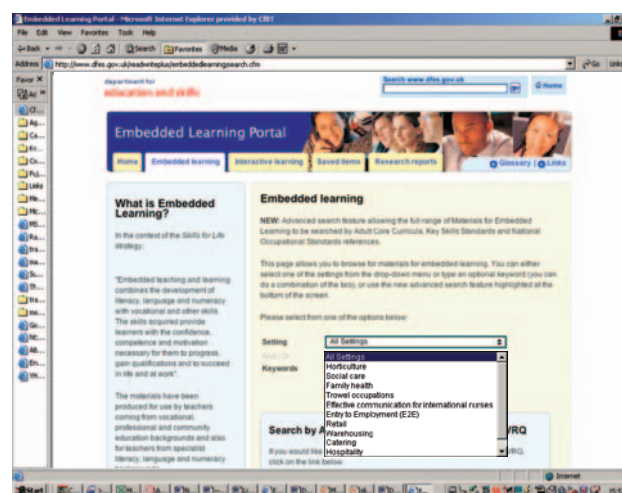 Embedded Learning Portal - Microsoft Internet Explorer provided by CfBT
File Edit View Favorites Tools Help
Back Search Favorites Media
Address http://www.dfes.gov.uk/readwriteplus/embeddedlearningsearch.cfm Go Links
Favor
department for
education and skills
Search www.dfes.gov.uk
Home
Embedded Learning Portal
Home Embedded learning Interactive learning Saved items Research reports
Glossary | Links
What is Embedded
Learning?
In the context of the Skills for Life
strategy:
"Embedded teaching and learning
combines the development of
literacy, language and numeracy
with vocational and other skills.
The skills acquired provide
learners with the confidence,
competence and motivation
necessary for them to progress,
gain qualifications and to succeed
in life and at work".
The materials have been
produced for use by teachers
coming from vocational,
professional and community
education backgrounds and also
for teachers from specialist
literacy, language and numeracy
Embedded learning
NEW: Advanced search feature allowing the full range of Materials for Embedded
Learning to be searched by Adult Core Curricula, Key Skills Standards and National
Occupational Standards references.
This page allows you to browse for materials for embedded learning. You can either
select one of the settings from the drop-down menu or type an optional keyword (you can
do a combination of the two), or use the new advanced search feature highlighted at the
bottom of the screen.
Please select from one of the options below:
Setting All Settings
And / Or
Keywords
All Settings
Horticulture
Social care
Family health
Trowel occupations
Effective communication for international nurses
Entry to Employment (E2E)
Retail
Warehousing
Catering
Hospitality
Search by A
VRQ
If you would like
VRQ,
click on the link below:
Internet
Start